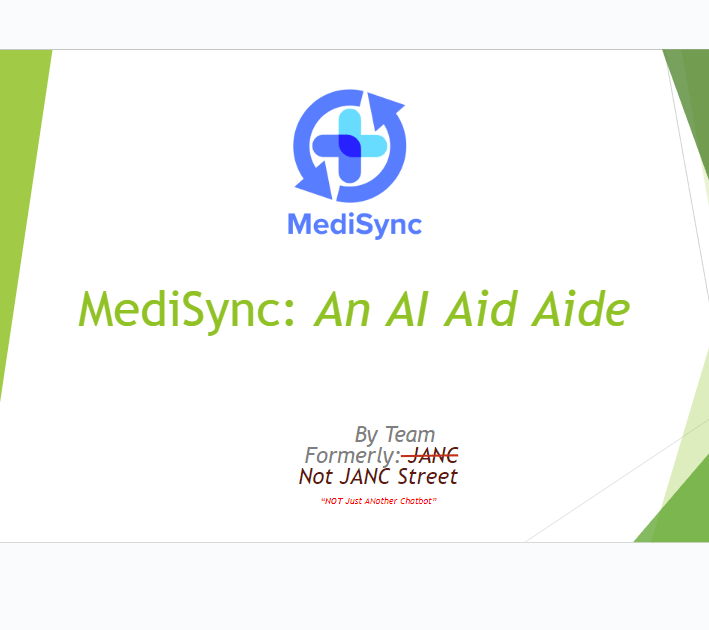 MediSync
MediSync: An AI Aid Aide
By Team
Formerly: JANC
Not JANC Street
“NOT Just ANother Chatbot”